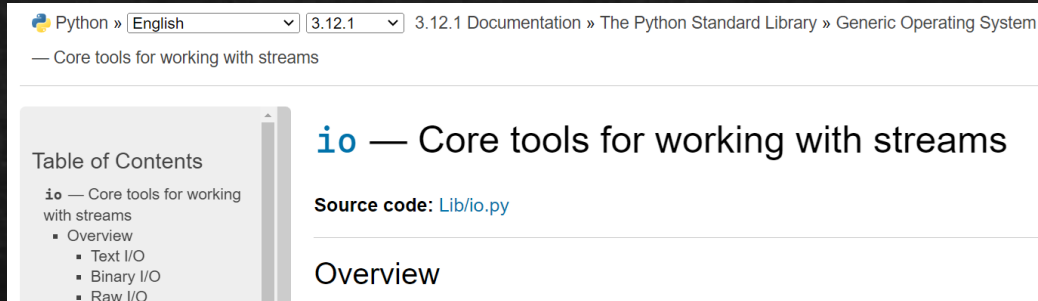 Python » English 3.12.1 3.12.1 Documentation » The Python Standard Library » Generic Operating System
— Core tools for working with streams
Table of Contents
io — Core tools for working
with streams
Overview
Text I/O
Binary I/O
Raw I/O
io — Core tools for working with streams
Source code: Lib/io.py
Overview